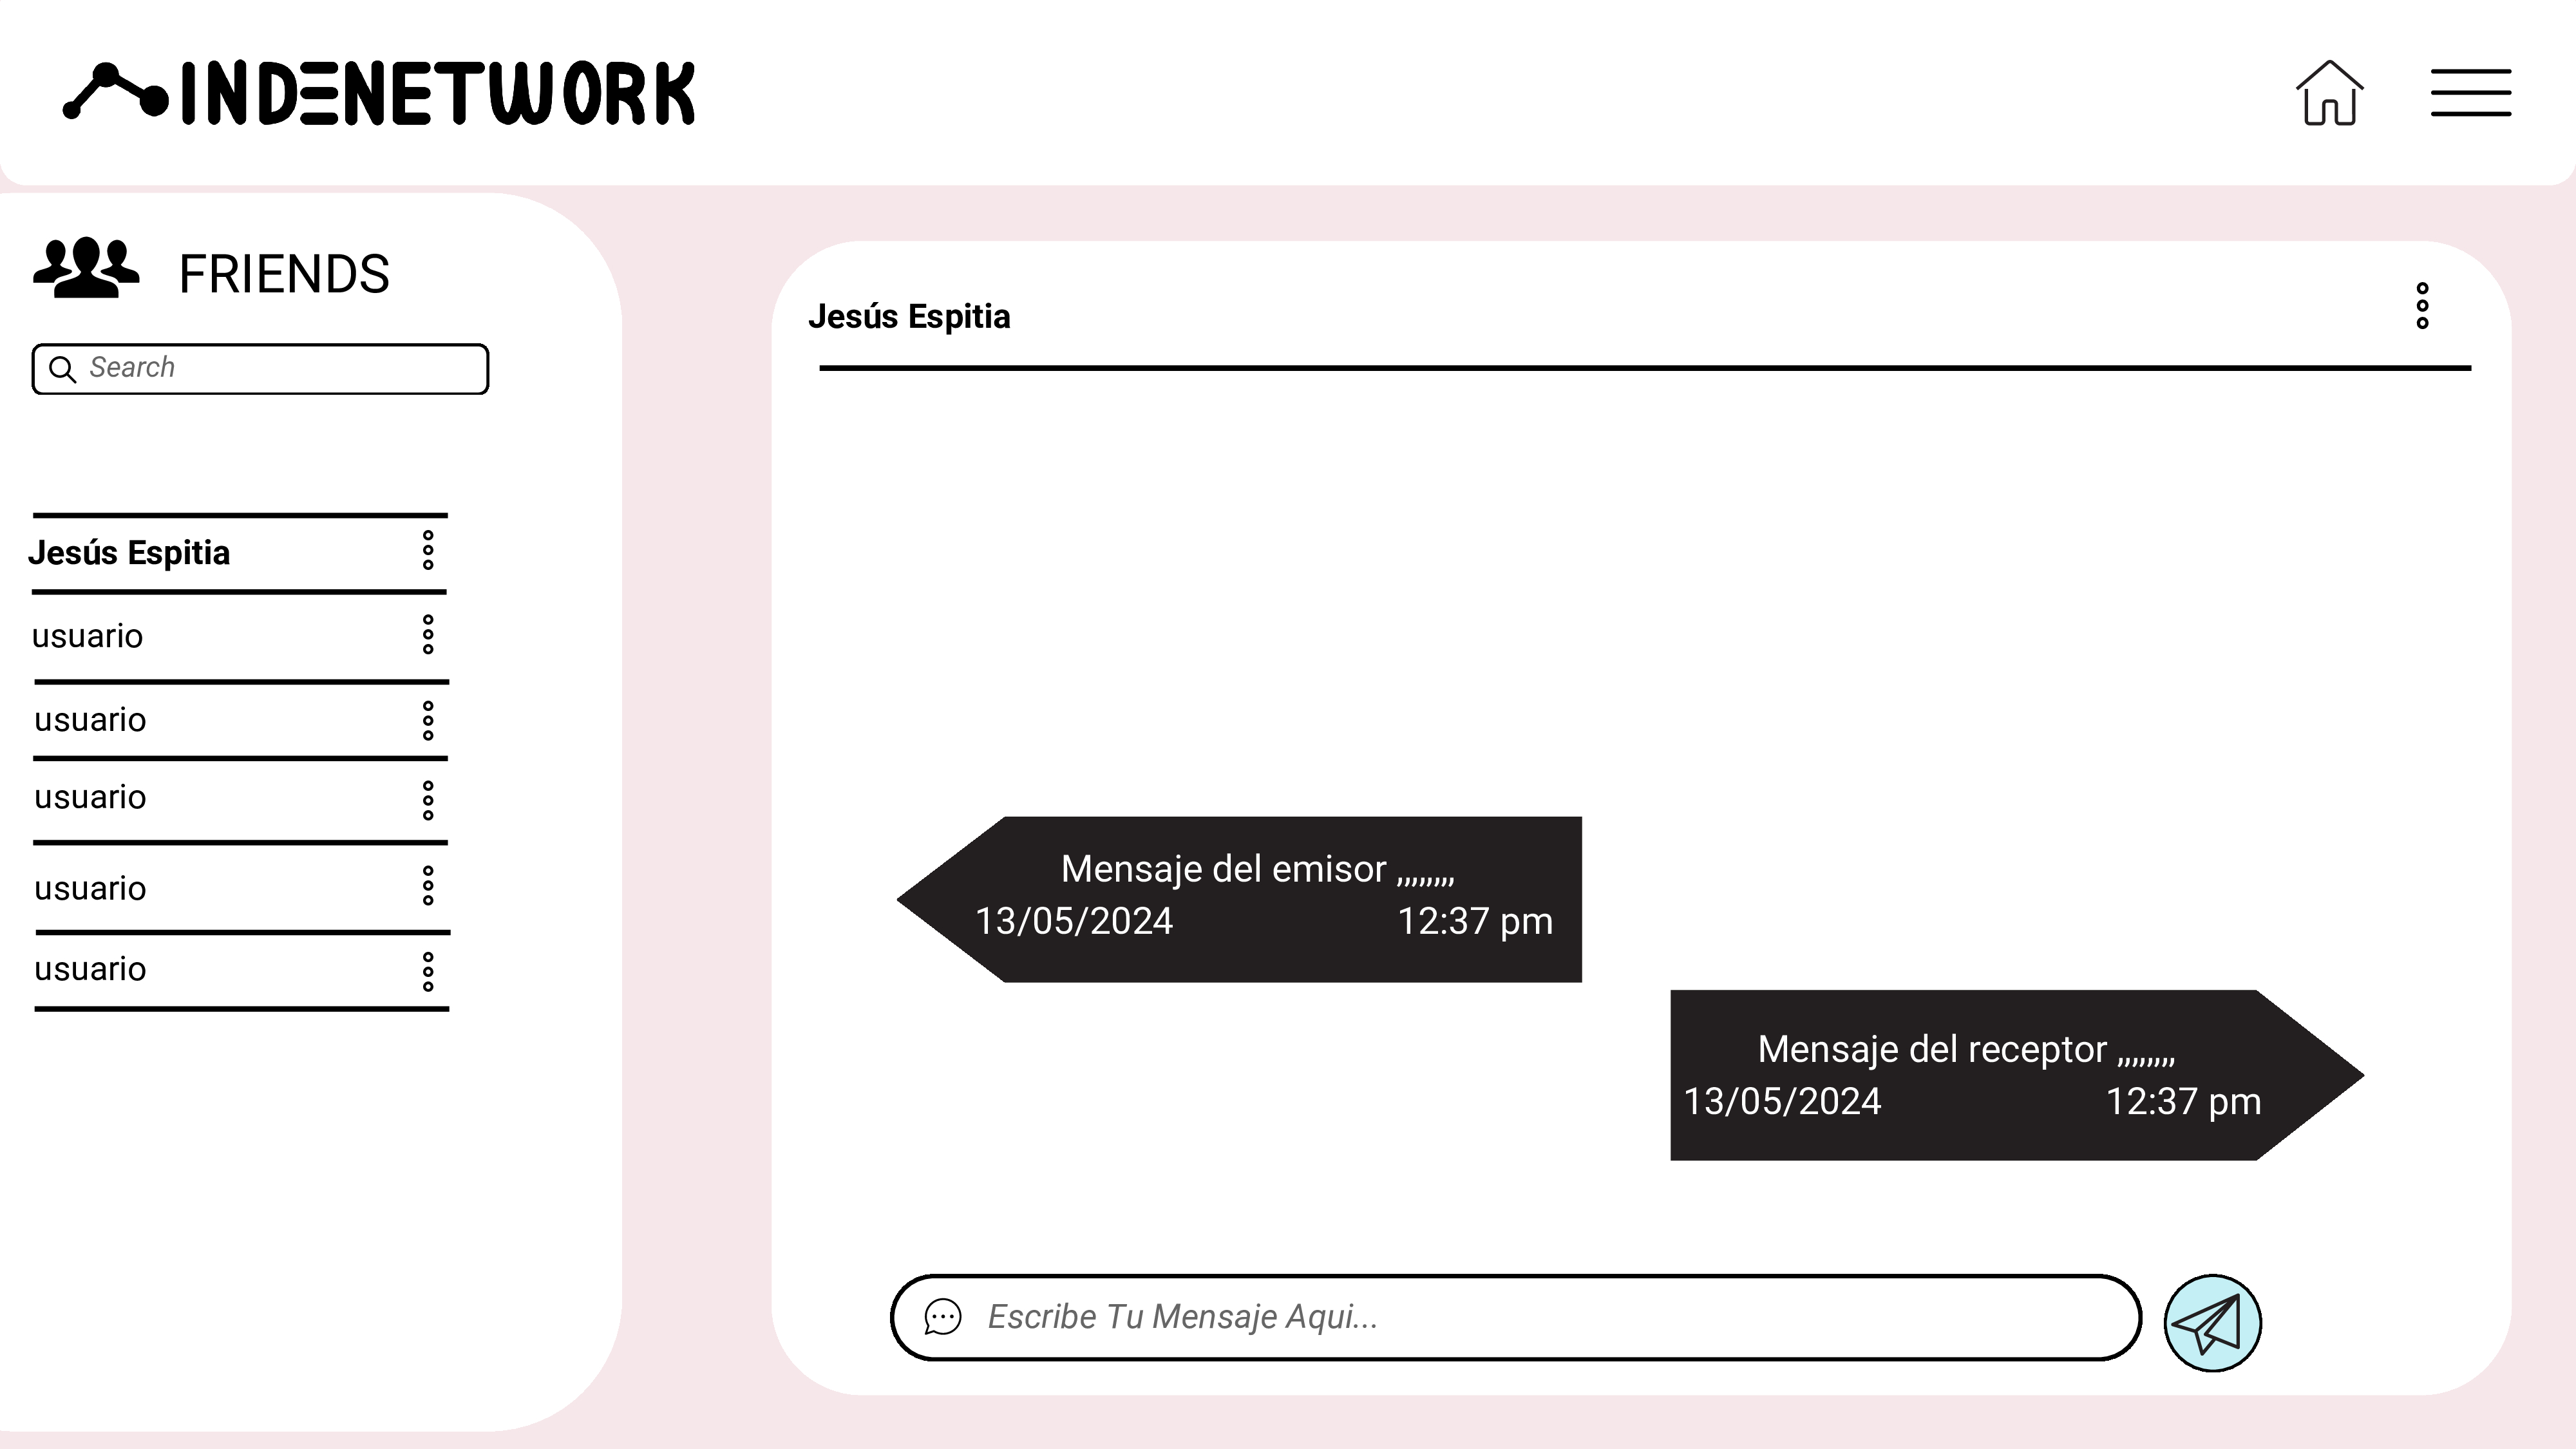 INDENETWORK
FRIENDS
Search
Jesús Espitia
usuario
usuario
usuario
usuario
usuario
Jesús Espitia
Mensaje del emisor ,,,,,,,,
13/05/2024 12:37 pm
Mensaje del receptor ,,,,,,,,
13/05/2024 12:37 pm
Escribe Tu Mensaje Aqui...